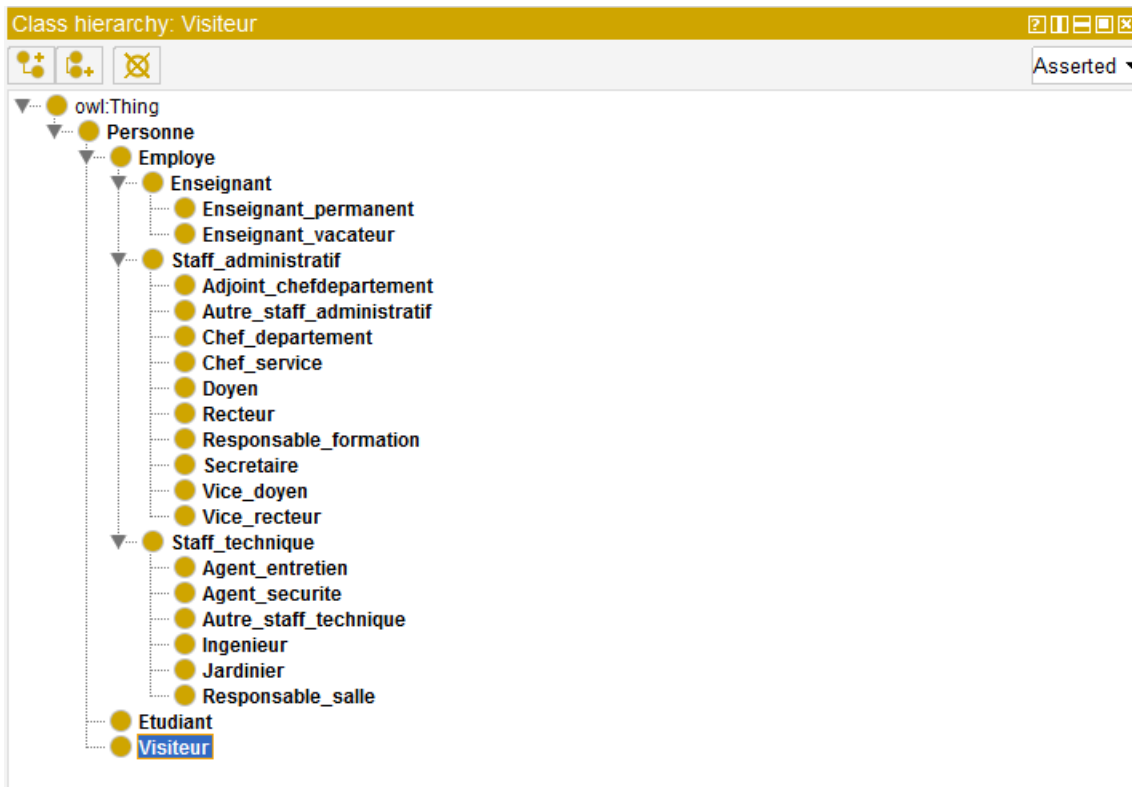 Class hierarchy: Visiteur
Asserted
owl:Thing
Personne
Employe
Enseignant
Enseignant_permanent
Enseignant_vacateur
Staff_administratif
Adjoint_chefdepartement
Autre_staff_administratif
Chef_departement
Chef_service
Doyen
Recteur
Responsable_formation
Secretaire
Vice_doyen
Vice_recteur
Staff_technique
Agent_entretien
Agent_securite
Autre_staff_technique
Ingenieur
Jardinier
Responsable_salle
Etudiant
Visiteur